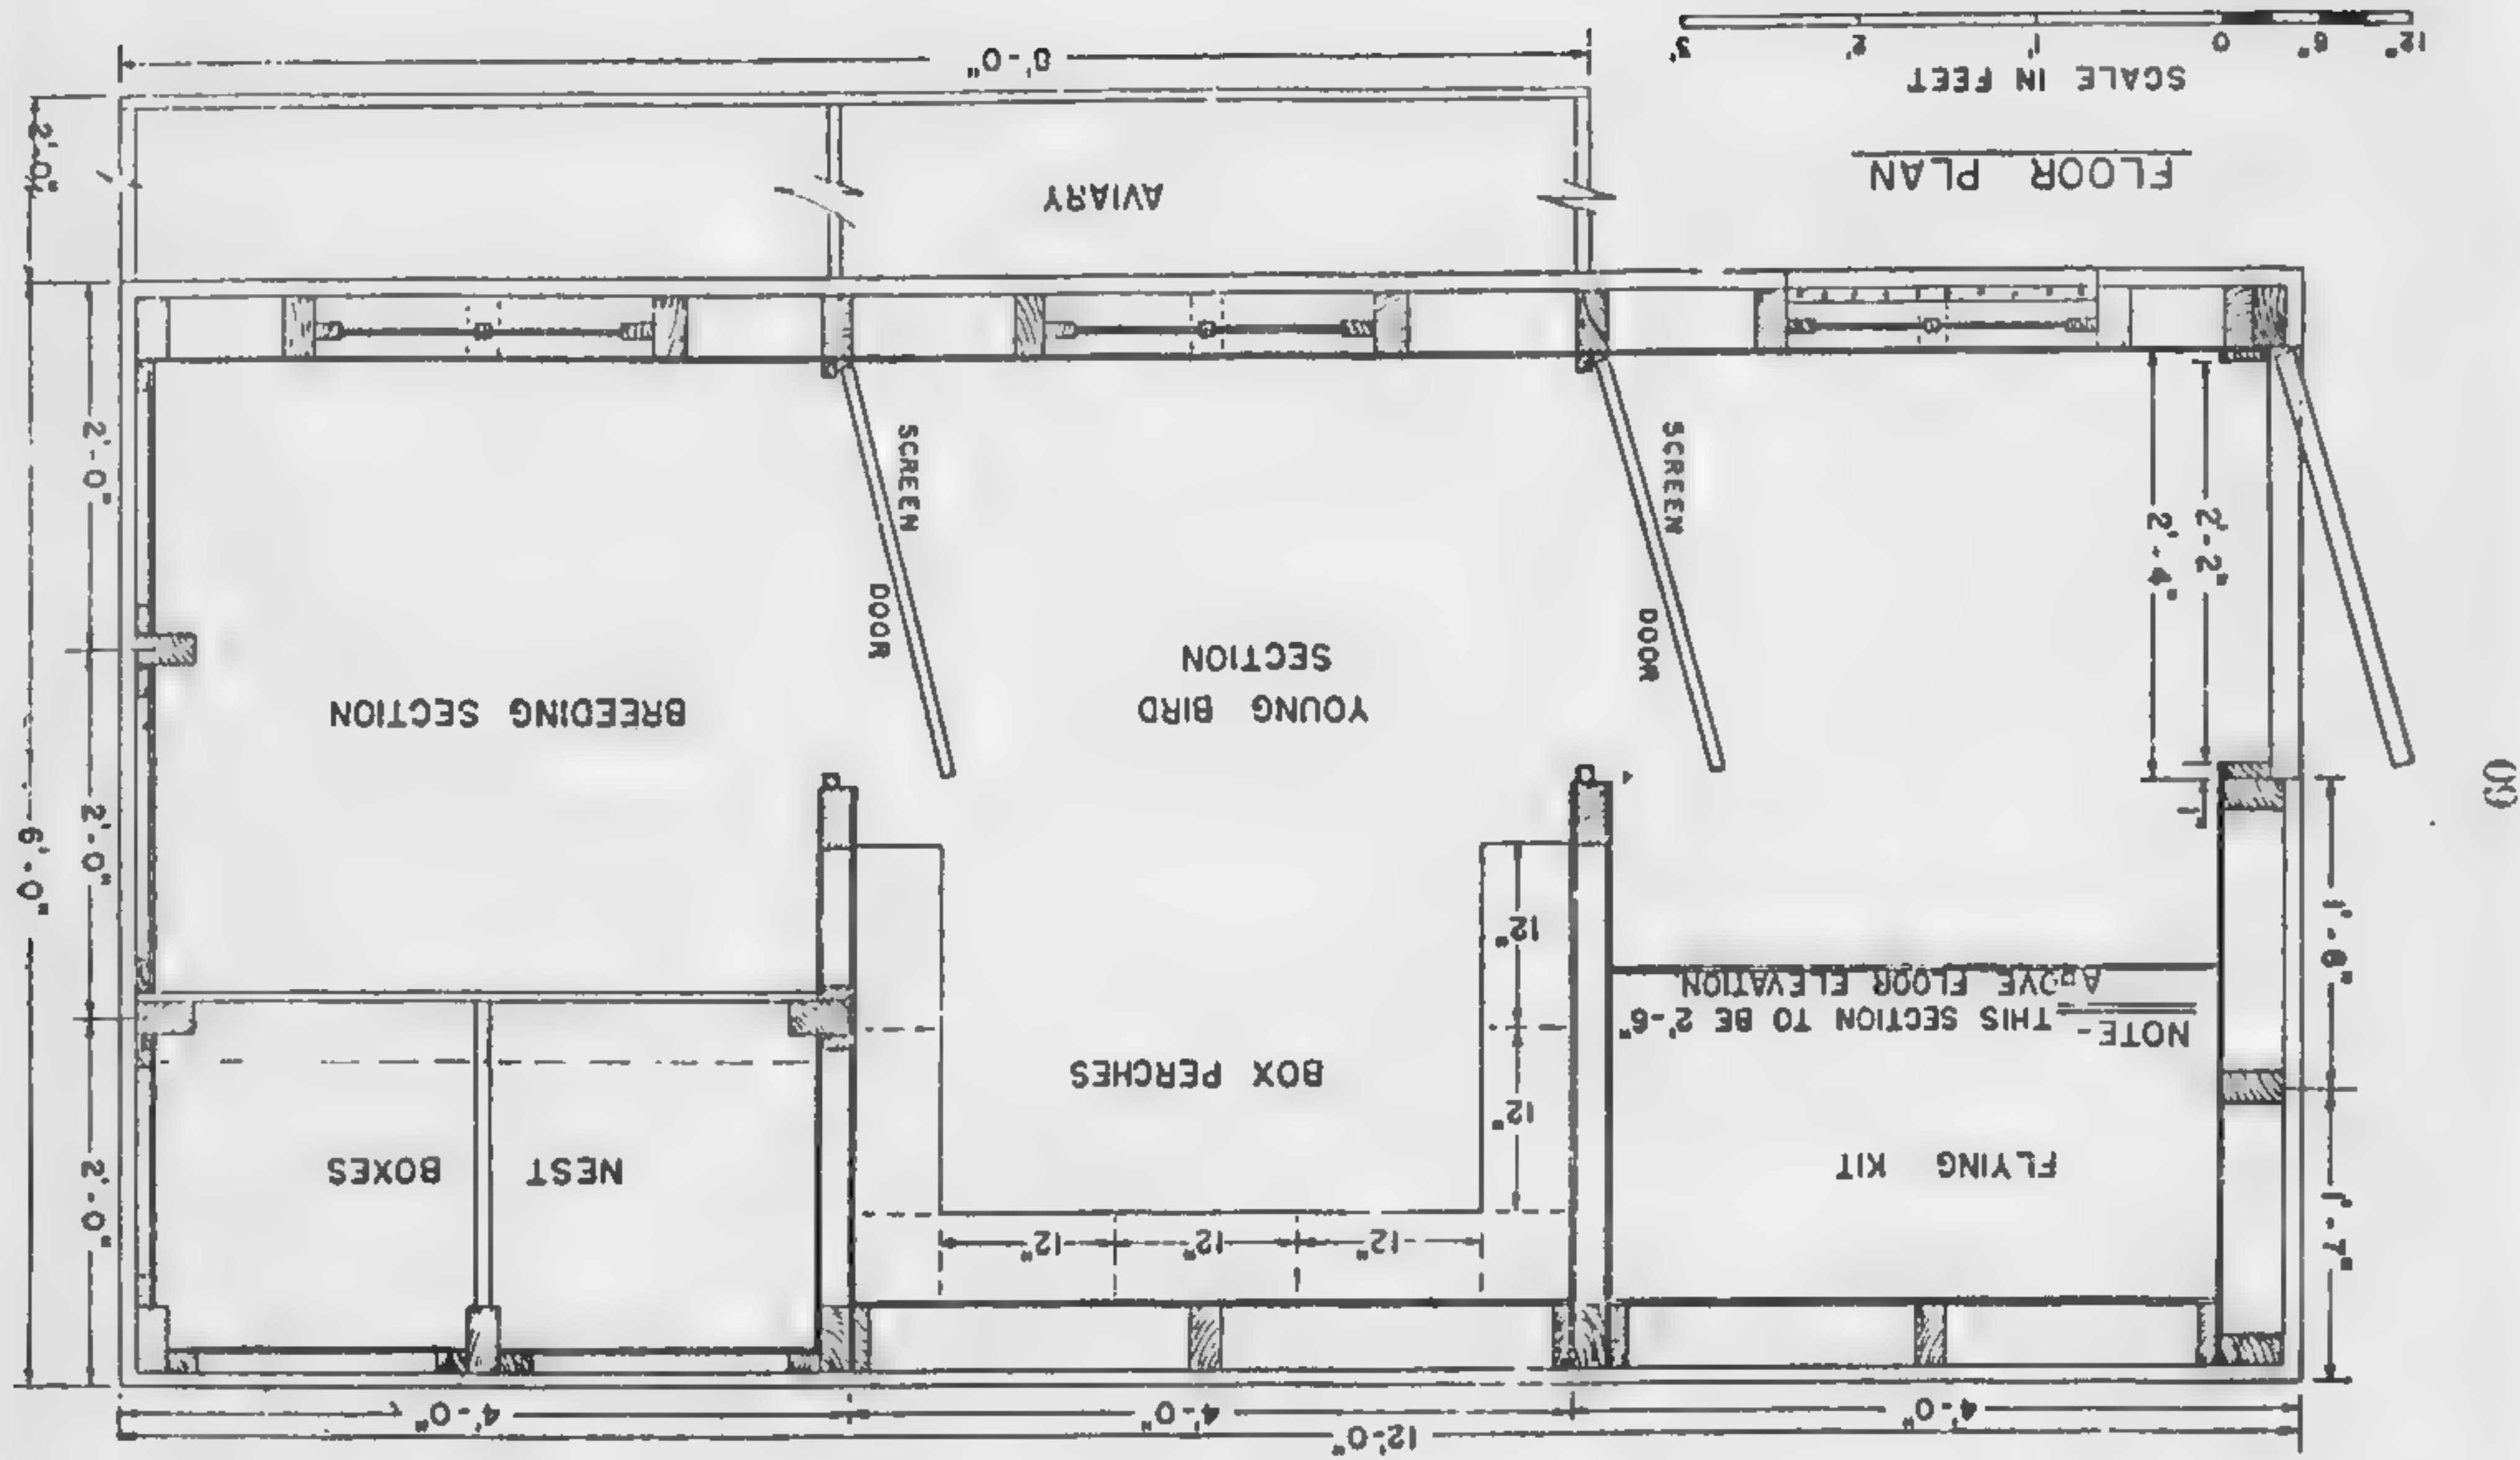 12'-0"
4'-0" 4'-0" 4'-0"
1'-7"
12" 12" 12"
2'-0"
FLYING KIT
NEST BOXES
12"
BOX PERCHES
NOTE- THIS SECTION TO BE 2'-6"
ABOVE FLOOR ELEVATION
1'-8"
12"
2'-0"
6'-0"
1"
YOUNG BIRD
SECTION
BREEDING SECTION
SCREEN DOOR
SCREEN DOOR
2'-2"
2'-4"
2'-0"
AVIARY
2'-0"
FLOOR PLAN
SCALE IN FEET
12" 6" 0 1' 2' 3'
8'-0"